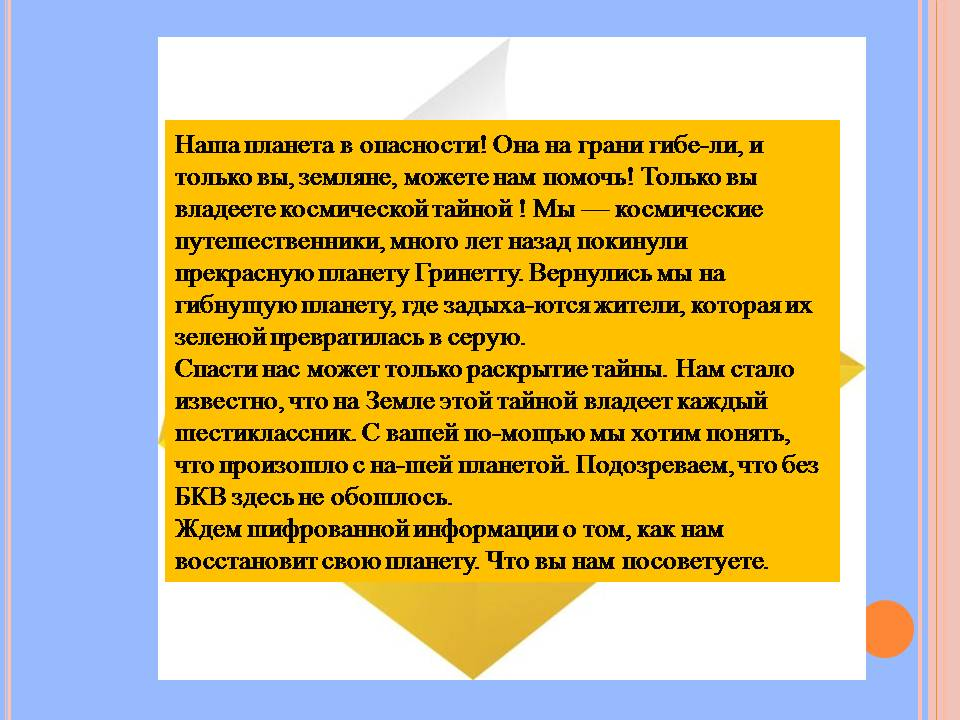 Наша планета в опасности! Она на грани гибе-ли, и
только вы, земляне, можете нам помочь! Только вы
владеете космической тайной ! Мы — космические
путешественники, много лет назад покинули
прекрасную планету Гринетту. Вернулись мы на
гибнущую планету, где задыха-ются жители, которая их
зеленой превратилась в серую.
Спасти нас может только раскрытие тайны. Нам стало
известно, что на Земле этой тайной владеет каждый
шестиклассник. С вашей по-мощью мы хотим понять,
что произошло с на-шей планетой. Подозреваем, что без
БКВ здесь не обошлось.
Ждем шифрованной информации о том, как нам
восстановит свою планету. Что вы нам посоветуете.